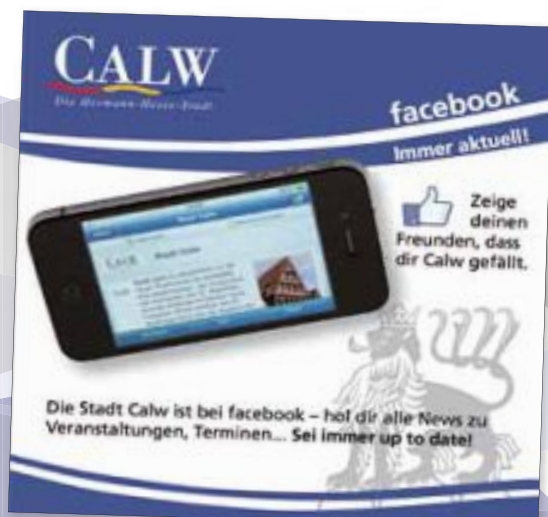 CALW
Die Hermann-Hesse-Stadt
facebook
Immer aktuell!
Zeige
deinen
Freunden, dass
dir Calw gefällt.
Die Stadt Calw ist bei facebook – hol dir alle News zu
Veranstaltungen, Terminen... Sei immer up to date!